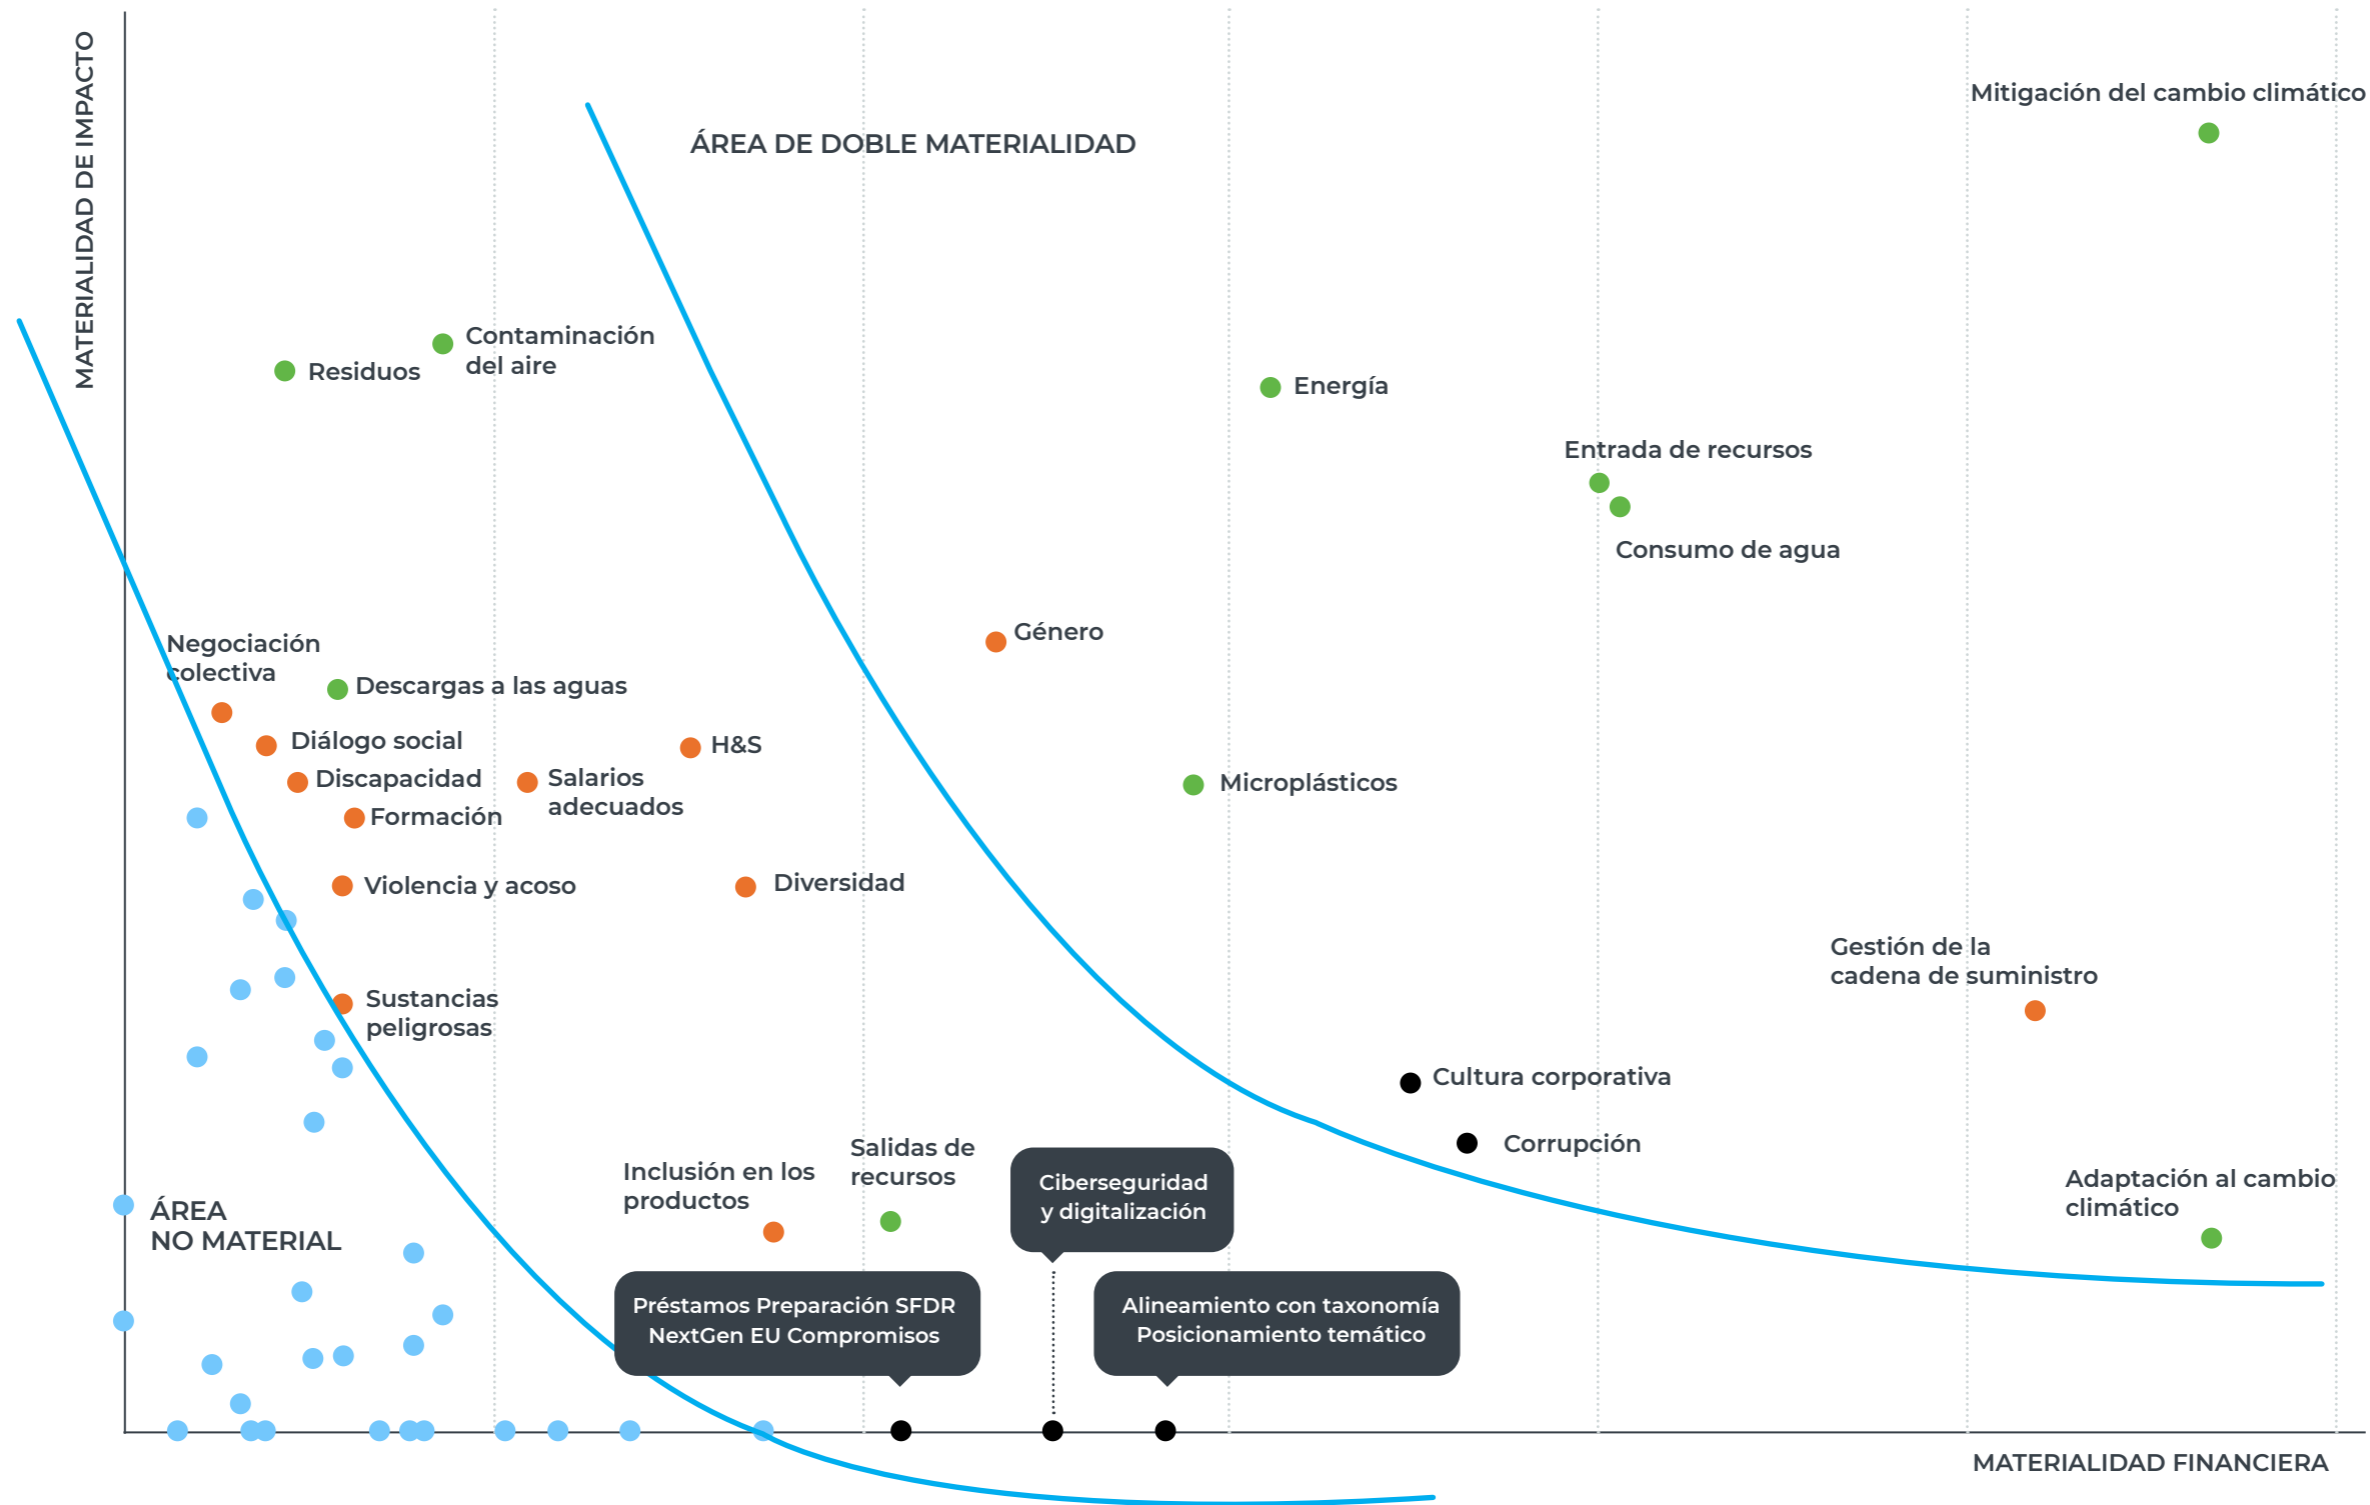 MATERIALIDAD DE IMPACTO
Mitigación del cambio climático
ÁREA DE DOBLE MATERIALIDAD
Contaminación
del aire
Residuos
Energía
Entrada de recursos
Consumo de agua
Género
Negociación
colectiva
Descargas a las aguas
Diálogo social
H&S
Discapacidad
Salarios
adecuados
Formación
Microplásticos
Violencia y acoso
Diversidad
Gestión de la
cadena de suministro
Sustancias
peligrosas
Cultura corporativa
Corrupción
Inclusión en los
productos
Salidas de
recursos
Ciberseguridad
y digitalización
Adaptación al cambio
climático
ÁREA
NO MATERIAL
Préstamos Preparación SFDR
NextGen EU Compromisos
Alineamiento con taxonomía
Posicionamiento temático
MATERIALIDAD FINANCIERA